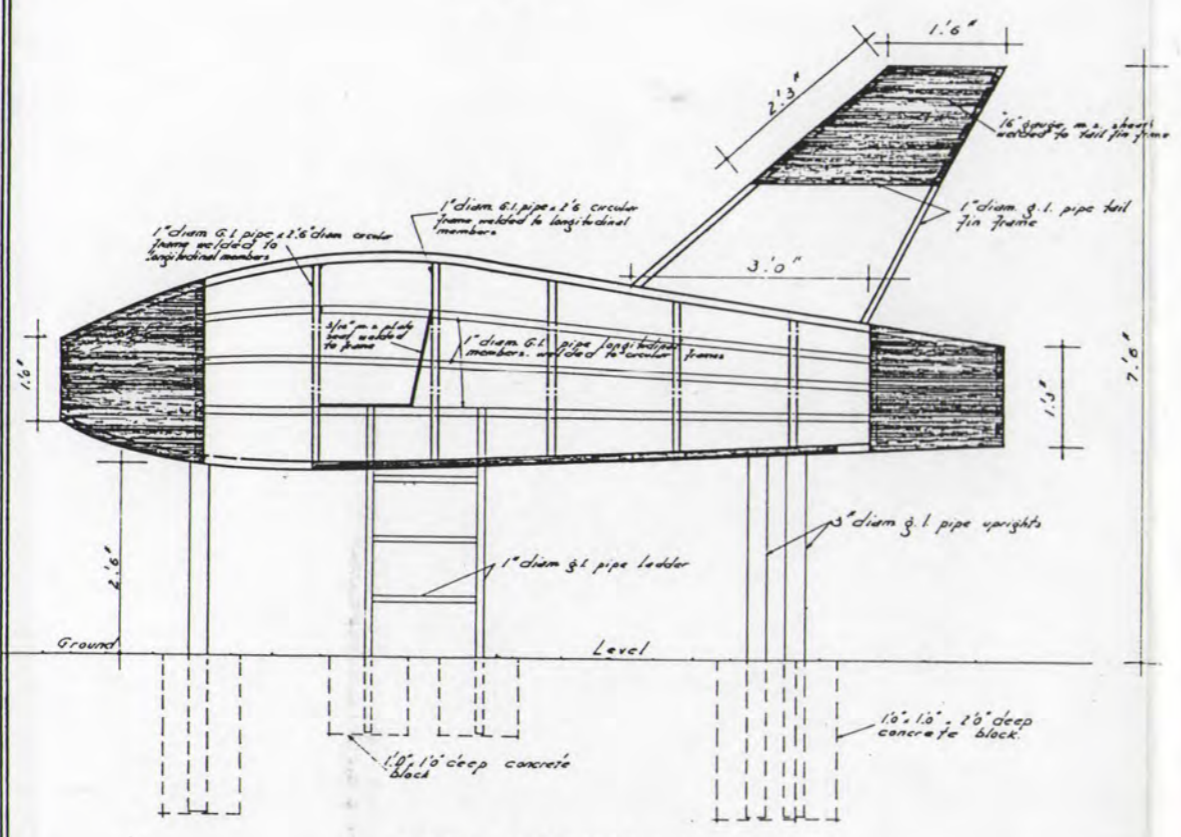 1'.6"
2'.3"
16 gauge m.s. sheet
welded to tail fin frame
1" diam. g.l. pipe tail
fin frame
1" diam G.I. pipe x 2'6 circular
frame welded to longitudinal
members
1" diam G.I. pipe x 2'.6" diam circular
frame welded to
longitudinal members
3'.0"
3/16" m.s. plate
seat welded
to frame
1" diam G.I. pipe longitudinal
members. welded to circular frames
1'.6"
1'.3"
7'.6"
2'.6"
3" diam g.l. pipe uprights
1" diam g.l. pipe ladder
Ground Level
1'.0" x 1'.0" x 2'.0" deep
concrete block.
1'.0" x 1'.0" deep concrete
block